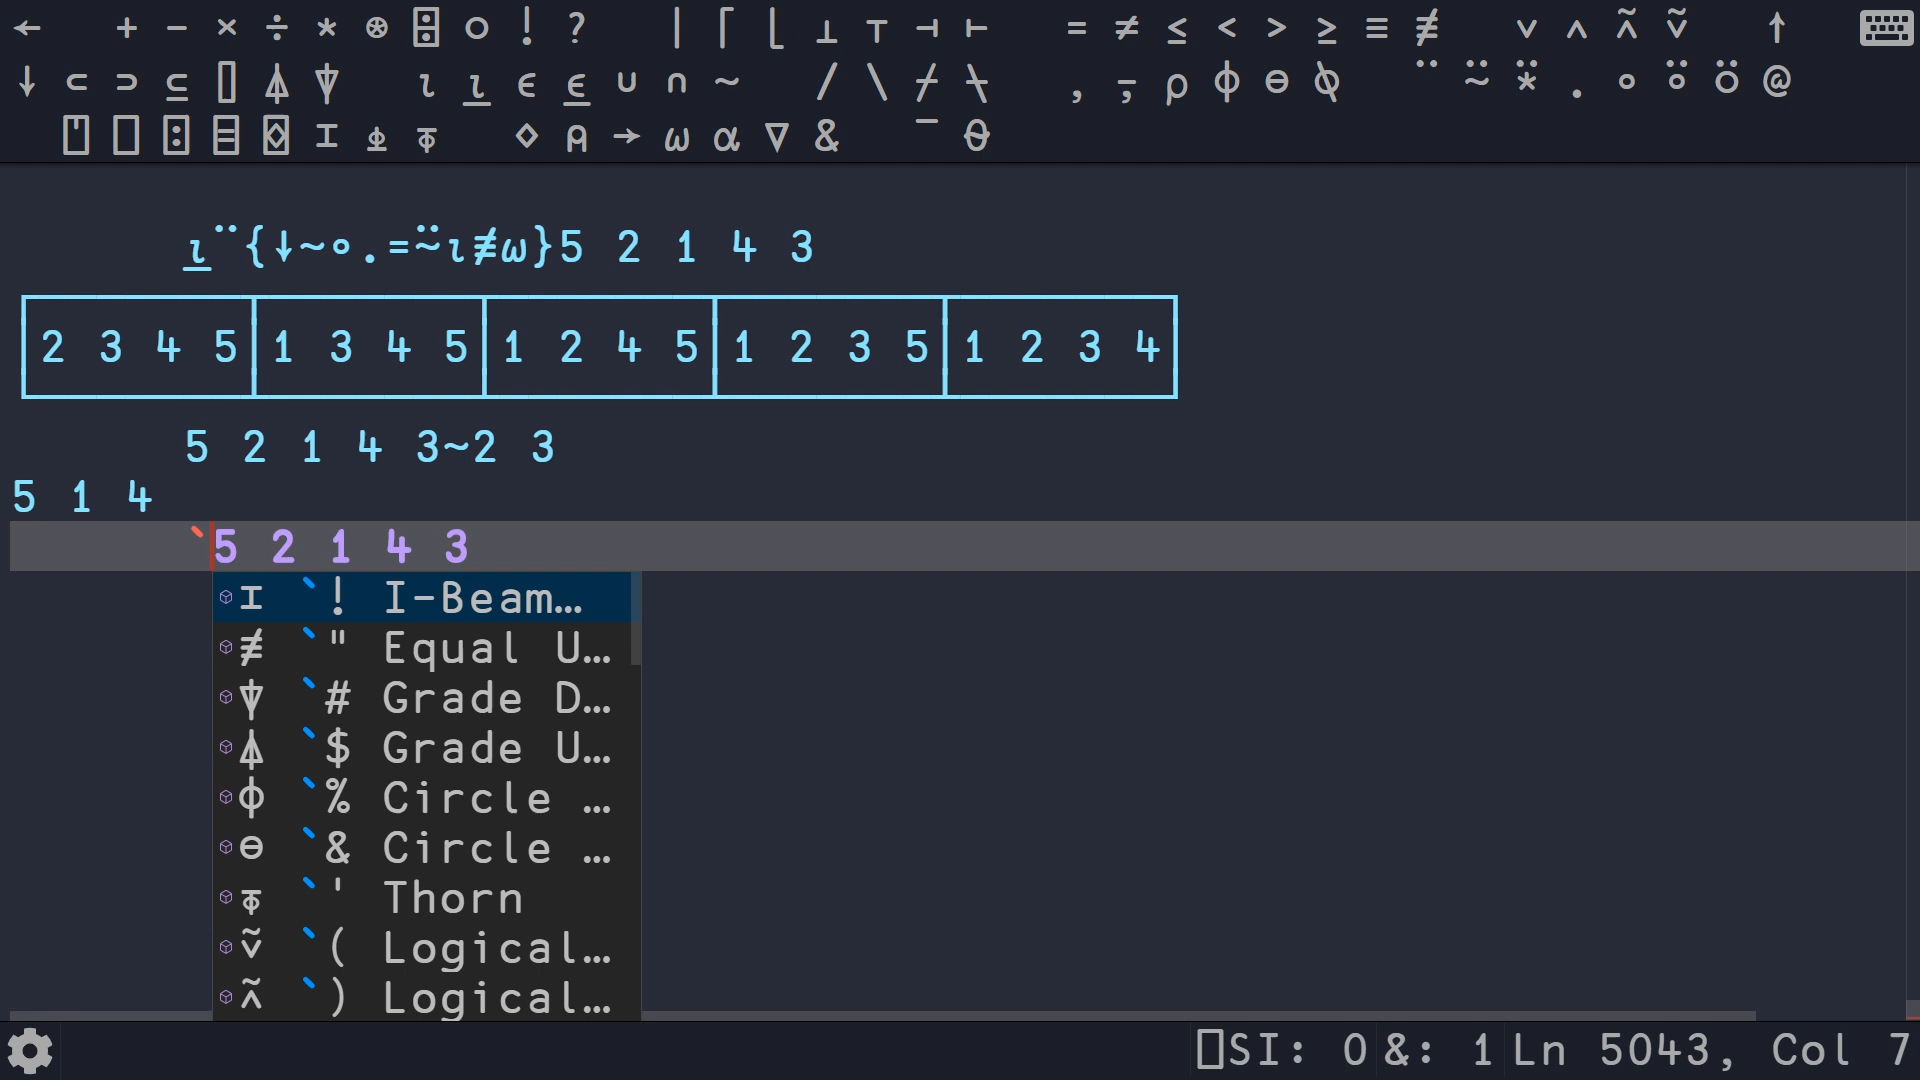 ← + − × ÷ * ⍟ ⌹ ○ ! ? | ⌈ ⌊ ⊥ ⊤ ⊣ ⊢ = ≠ ≤ < > ≥ ≡ ≢ ∨ ∧ ⍲ ⍱ ↑
↓ ⊂ ⊃ ⊆ ⌷ ⍋ ⍒ ⍳ ⍸ ∊ ⍷ ∪ ∩ ~ / \ ⌿ ⍀ , ⍪ ⍴ ⌽ ⊖ ⍉ ¨ ⍨ ⍣ . ∘ ⍤ ⍥ @
⍞ ⎕ ⍠ ⌸ ⌺ ⌶ ⍎ ⍕ ⋄ ⍝ → ⍵ ⍺ ∇ & ¯ ⍬
⍸¨{↓~∘.=⍨⍳≢⍵}5 2 1 4 3
2 3 4 5 1 3 4 5 1 2 4 5 1 2 3 5 1 2 3 4
5 2 1 4 3~2 3
5 1 4
`5 2 1 4 3
⌶ `! I-Beam…
≢ `" Equal U…
⍒ `# Grade D…
⍋ `$ Grade U…
⌽ `% Circle …
⊖ `& Circle …
⍕ `' Thorn
⍱ `( Logical…
⍲ `) Logical…
⎕SI: 0 &: 1 Ln 5043, Col 7